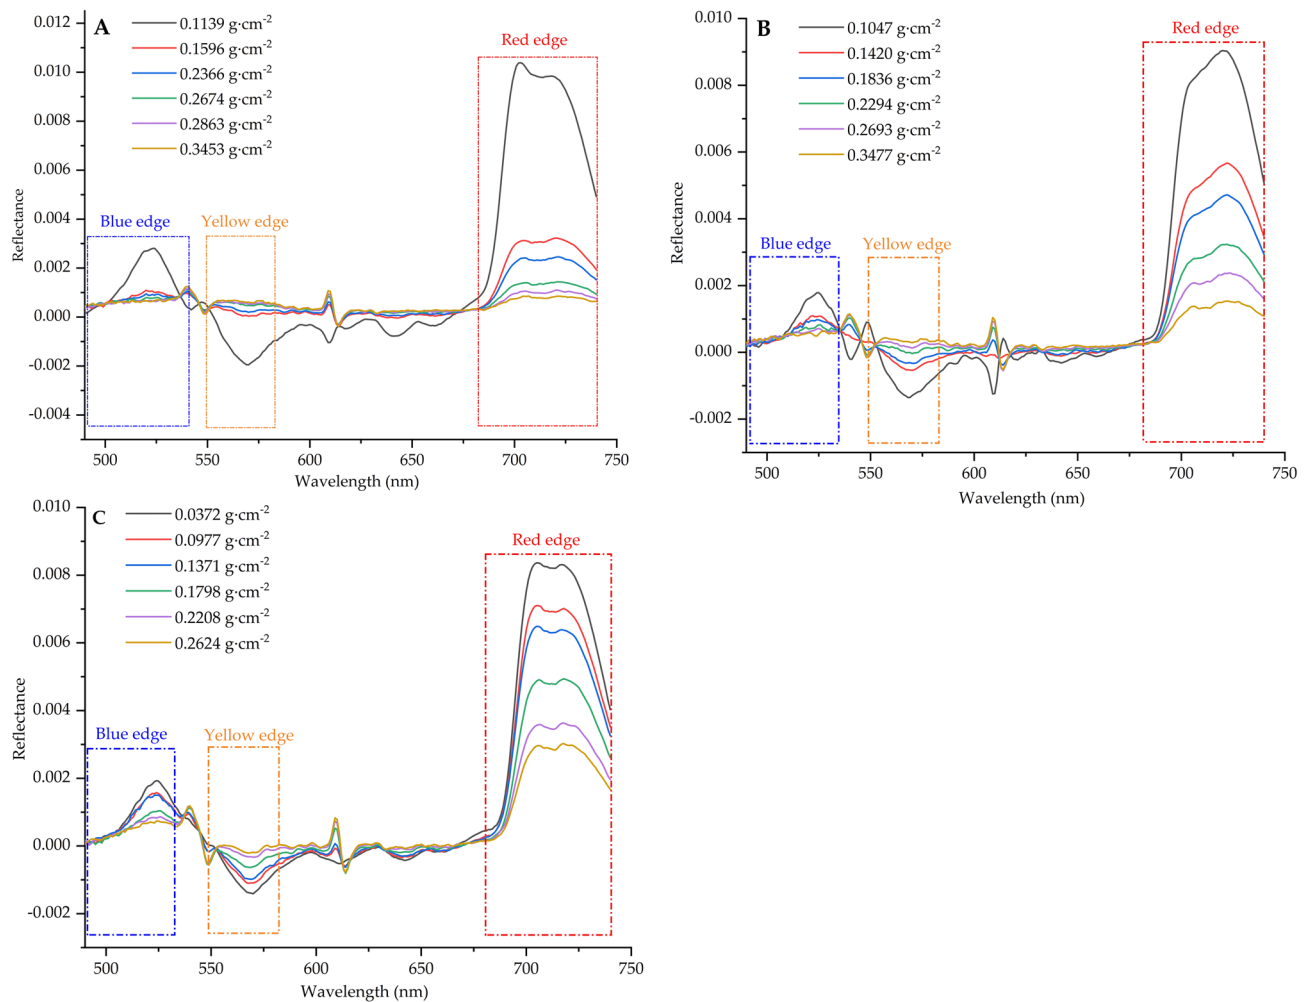 A
0.1139 g·cm-2
0.1596 g·cm-2
0.2366 g·cm-2
0.2674 g·cm-2
0.2863 g·cm-2
0.3453 g·cm-2
Red edge
Blue edge
Yellow edge
0.012
0.010
0.008
0.006
0.004
0.002
0.000
-0.002
-0.004
Reflectance
500
550
600
650
700
750
Wavelength (nm)
B
0.1047 g·cm-2
0.1420 g·cm-2
0.1836 g·cm-2
0.2294 g·cm-2
0.2693 g·cm-2
0.3477 g·cm-2
Red edge
Blue edge
Yellow edge
0.010
0.008
0.006
0.004
0.002
0.000
-0.002
Reflectance
500
550
600
650
700
750
Wavelength (nm)
C
0.0372 g·cm-2
0.0977 g·cm-2
0.1371 g·cm-2
0.1798 g·cm-2
0.2208 g·cm-2
0.2624 g·cm-2
Red edge
Blue edge
Yellow edge
0.010
0.008
0.006
0.004
0.002
0.000
-0.002
Reflectance
500
550
600
650
700
750
Wavelength (nm)